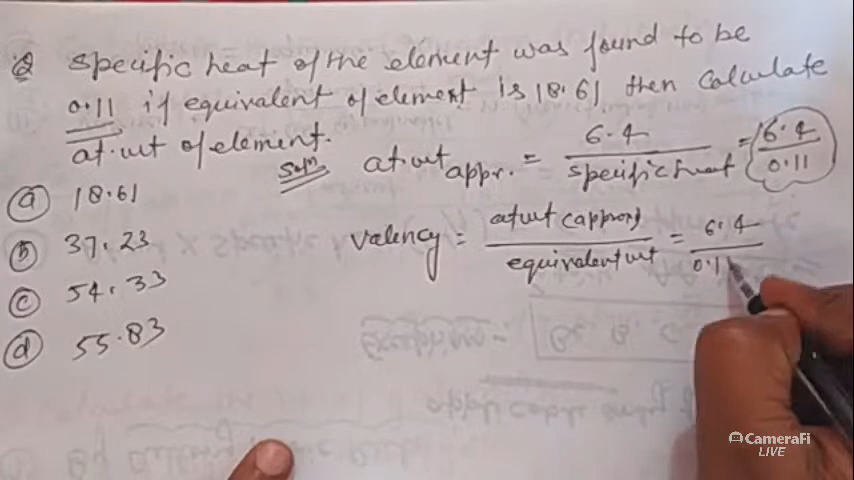 Q Specific heat of the element was found to be
0.11 if equivalent of element is 18.61 then calculate
at.wt of element.
Solⁿ at.wt appr. = 6.4 / specific heat = 6.4 / 0.11
(a) 18.61
(b) 37.23
(c) 54.33
(d) 55.83
Valency = at.wt (approx) / equivalent wt = 6.4 / 0.11
CameraFi
LIVE